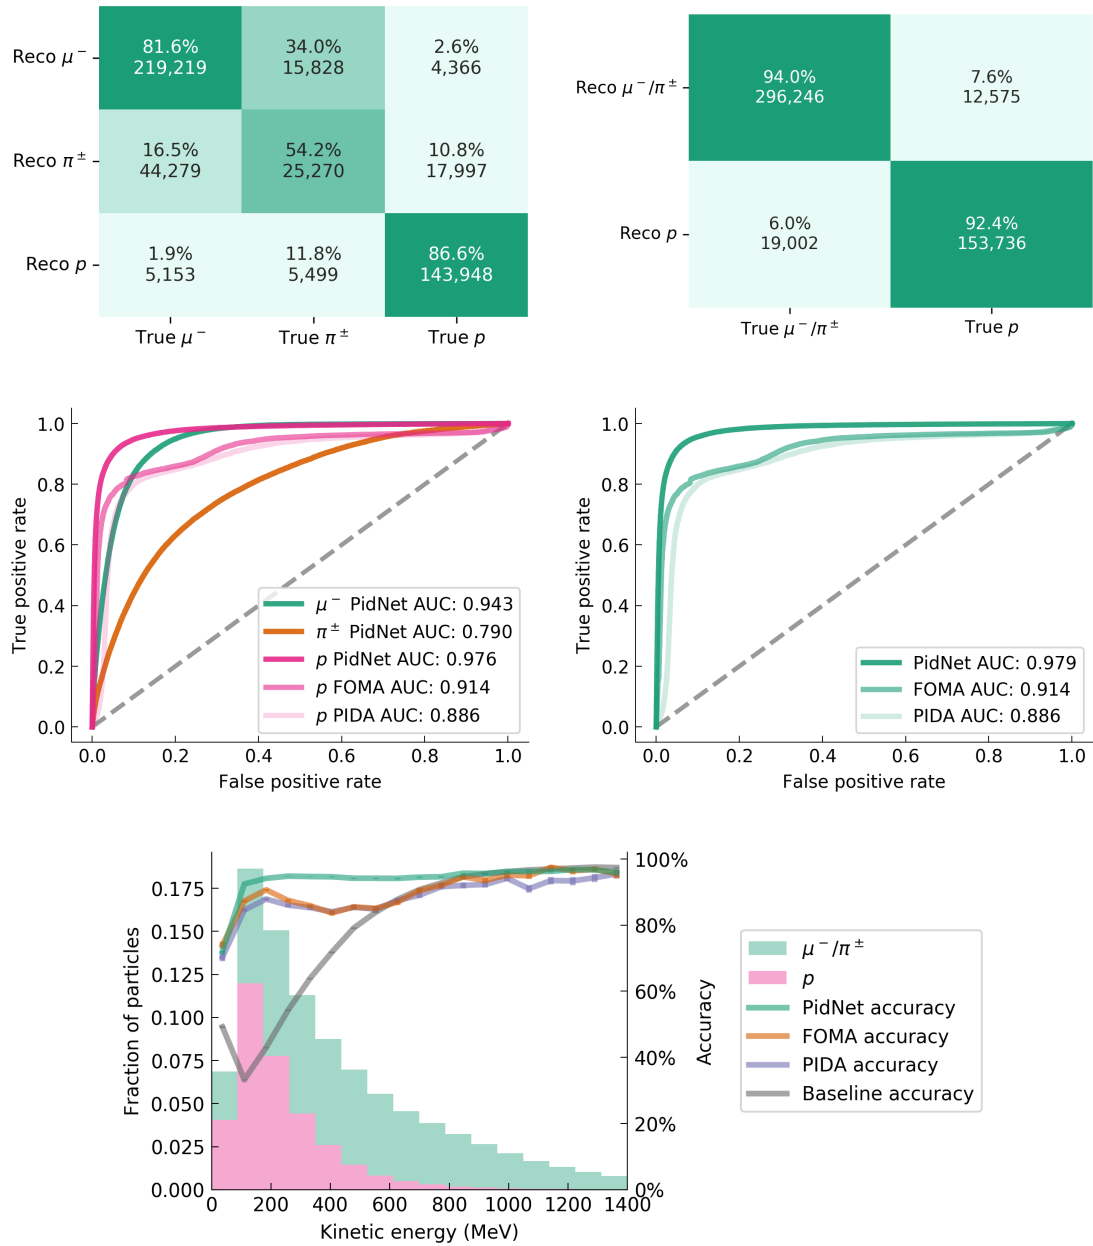 Reco μ⁻
81.6%
219,219
34.0%
15,828
2.6%
4,366
Reco π±
16.5%
44,279
54.2%
25,270
10.8%
17,997
Reco p
1.9%
5,153
11.8%
5,499
86.6%
143,948
True μ⁻
True π±
True p
Reco μ⁻/π±
94.0%
296,246
7.6%
12,575
Reco p
6.0%
19,002
92.4%
153,736
True μ⁻/π±
True p
True positive rate
1.0
0.8
0.6
0.4
0.2
0.0
μ⁻ PidNet AUC: 0.943
π± PidNet AUC: 0.790
p PidNet AUC: 0.976
p FOMA AUC: 0.914
p PIDA AUC: 0.886
0.0 0.2 0.4 0.6 0.8 1.0
False positive rate
True positive rate
1.0
0.8
0.6
0.4
0.2
0.0
PidNet AUC: 0.979
FOMA AUC: 0.914
PIDA AUC: 0.886
0.0 0.2 0.4 0.6 0.8 1.0
False positive rate
Fraction of particles
0.175
0.150
0.125
0.100
0.075
0.050
0.025
0.000
0 200 400 600 800 1000 1200 1400
Kinetic energy (MeV)
100%
80%
60%
40%
20%
0%
Accuracy
μ⁻/π±
p
PidNet accuracy
FOMA accuracy
PIDA accuracy
Baseline accuracy